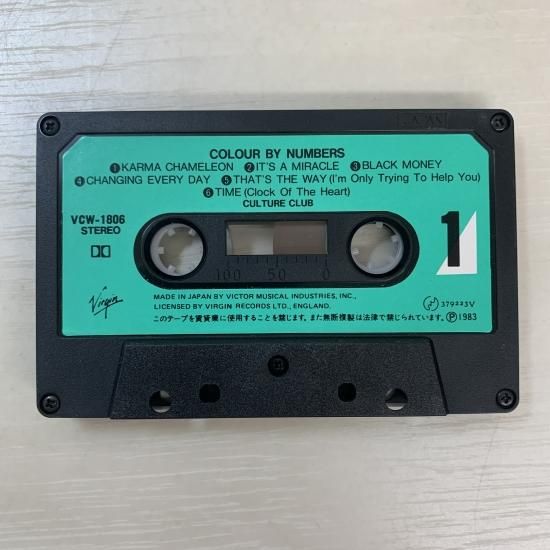 COLOUR BY NUMBERS
❶KARMA CHAMELEON ❷IT'S A MIRACLE ❸BLACK MONEY
❹CHANGING EVERY DAY ❺THAT'S THE WAY (I'm Only Trying To Help You)
❻TIME (Clock Of The Heart)
CULTURE CLUB
VCW-1806
STEREO
1
100 50 0
Virgin
MADE IN JAPAN BY VICTOR MUSICAL INDUSTRIES, INC.,
LICENSED BY VIRGIN RECORDS LTD., ENGLAND.
379223V
このテープを賃貸業に使用することを禁じます。また無断複製は法律で禁じられています。 Ⓟ1983